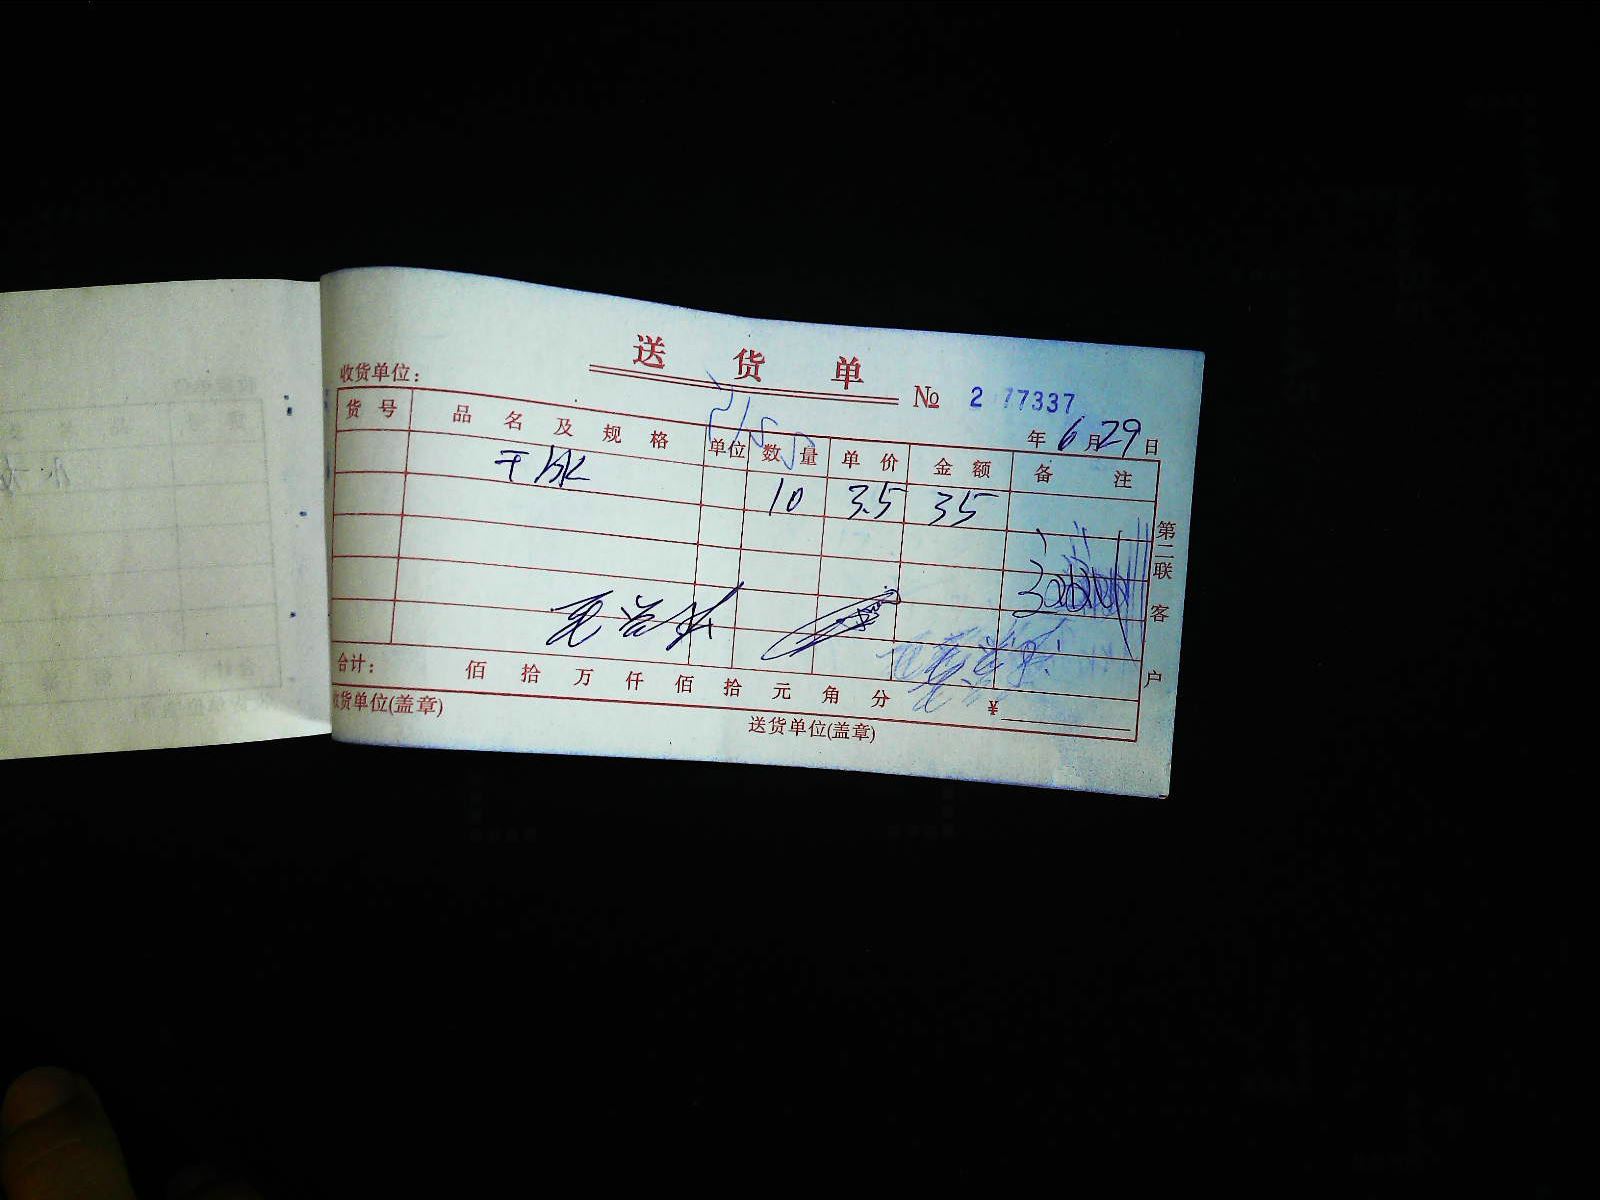 送货单
收货单位: № 2 77337
年 6 月 29 日
货号 品名及规格 单位 数量 单价 金额 备注
干冰 10 3.5 35
第二联 客户
合计: 佰 拾 万 仟 佰 拾 元 角 分 ¥
收货单位(盖章) 送货单位(盖章)